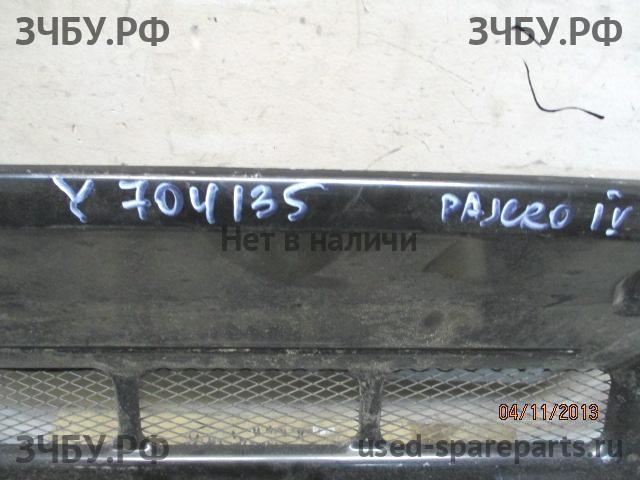 ЗЧБУ.РФ ЗЧБУ.РФ
Y 704135 PAJERO IV
Нет в наличи
04/11/2013
ЗЧБУ.РФ used-spareparts.ru